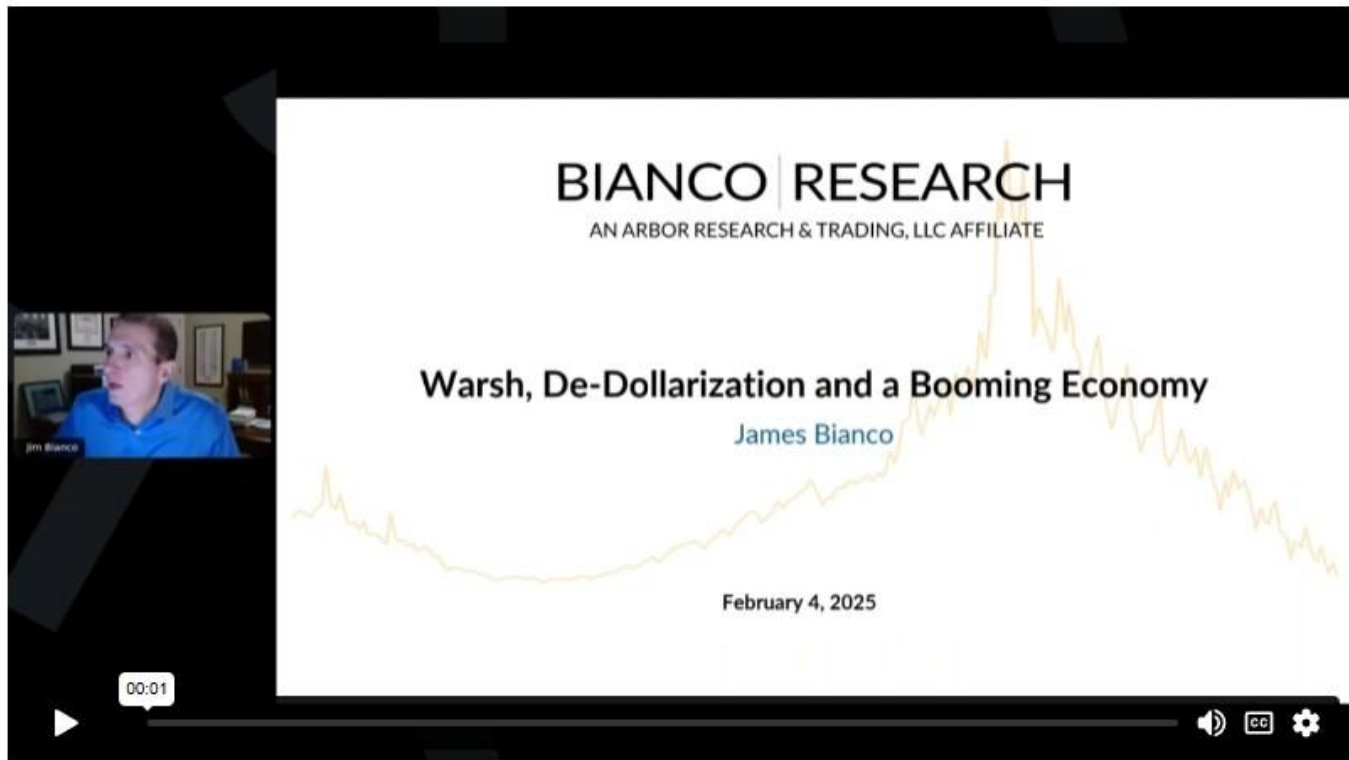 BIANCO RESEARCH
AN ARBOR RESEARCH & TRADING, LLC AFFILIATE
Warsh, De-Dollarization and a Booming Economy
James Bianco
Jim Bianco
February 4, 2025
00:01
CC